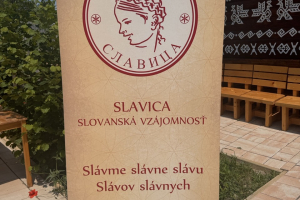 СЛАВИЦА
SLAVICA
SLOVANSKÁ VZÁJOMNOSŤ
Slávme slávne slávu
Slávov slávnych